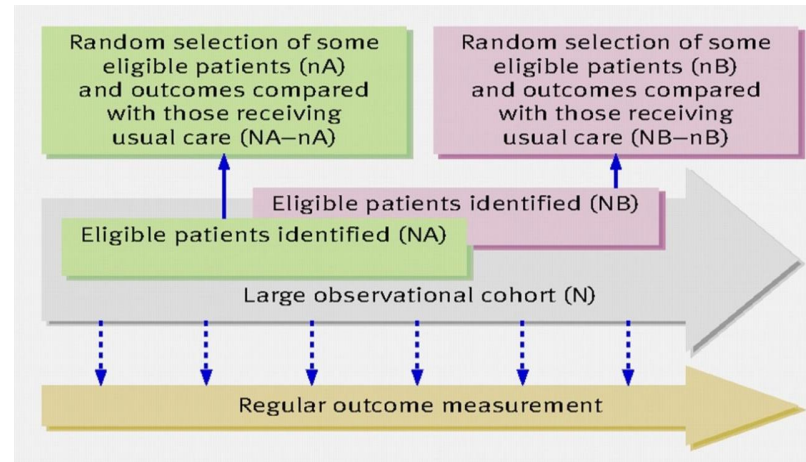 Random selection of some
eligible patients (nA)
and outcomes compared
with those receiving
usual care (NA–nA)
Random selection of some
eligible patients (nB)
and outcomes compared
with those receiving
usual care (NB–nB)
Eligible patients identified (NB)
Eligible patients identified (NA)
Large observational cohort (N)
Regular outcome measurement